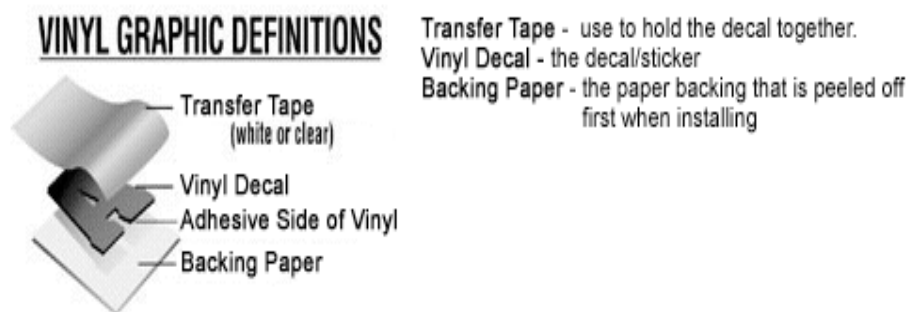 VINYL GRAPHIC DEFINITIONS
Transfer Tape
(white or clear)
Vinyl Decal
Adhesive Side of Vinyl
Backing Paper
Transfer Tape - use to hold the decal together.
Vinyl Decal - the decal/sticker
Backing Paper - the paper backing that is peeled off
first when installing